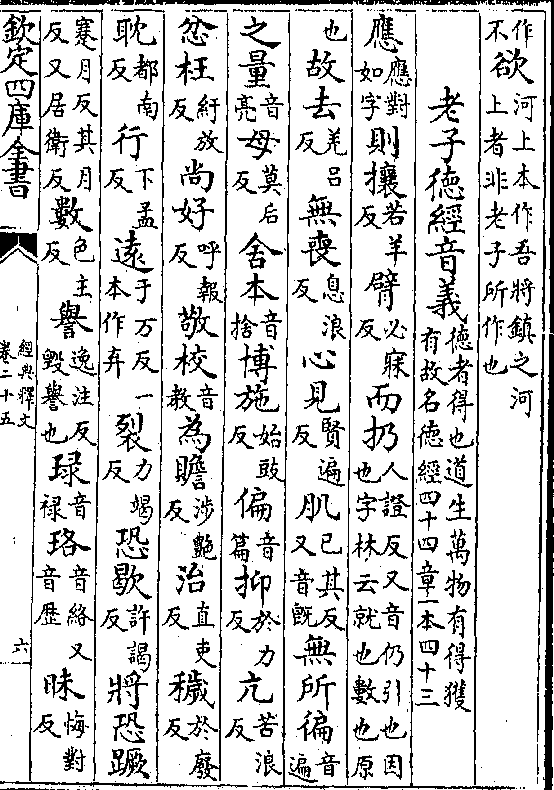 作不欲河上本作吾將鎮之河上者非老子所作也
老子德經音義德者得也道生萬物有得獲有故名德經四十四章一本四十三
應應對如字則攘若羊反臂必寐反而扔人證反又音仍引也因也字林云就也數也原
也故去羌呂反無喪息浪反心見賢遍反肌已其反又音既無所徧音遍
之量音亮母莫后反舍本音捨博施始豉反偏音篇抑於力反亢苦浪反
忿枉紆放反尚好呼報反敬校音教為贍涉艷反治直吏反穢於廢反
耽都南反行下孟反遠于万反一本作弃裂力竭反恐歇許謁反將恐蹶
蹇月反其月反又居衛反數色主反譽逸注反毀譽也琭音祿珞音絡又音歷昧悔對反
欽定四庫全書
經典釋文
卷二十五
六